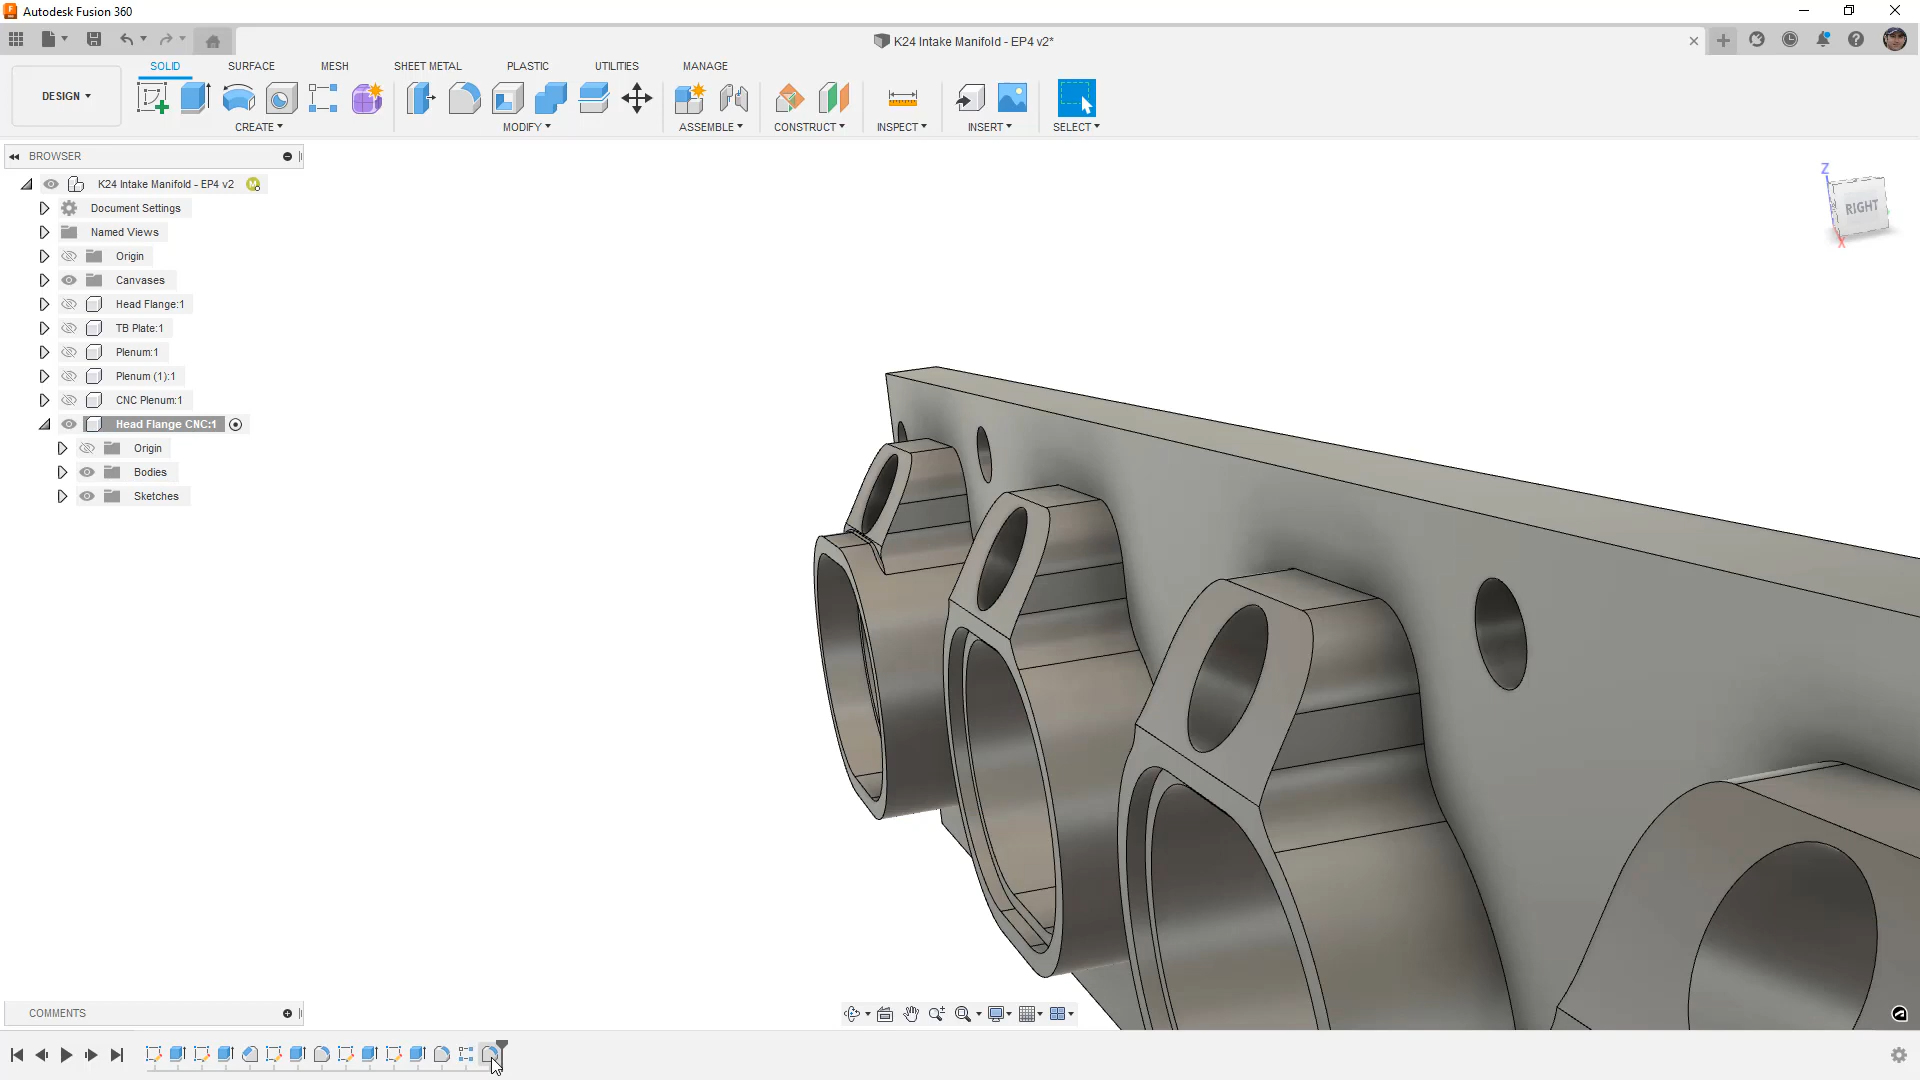 Autodesk Fusion 360
K24 Intake Manifold - EP4 v2*
DESIGN
SOLID
SURFACE
MESH
SHEET METAL
PLASTIC
UTILITIES
MANAGE
CREATE
MODIFY
ASSEMBLE
CONSTRUCT
INSPECT
INSERT
SELECT
BROWSER
K24 Intake Manifold - EP4 v2
M
Document Settings
Named Views
Origin
Canvases
Head Flange:1
TB Plate:1
Plenum:1
Plenum (1):1
CNC Plenum:1
Head Flange CNC:1
Origin
Bodies
Sketches
Z
RIGHT
X
COMMENTS